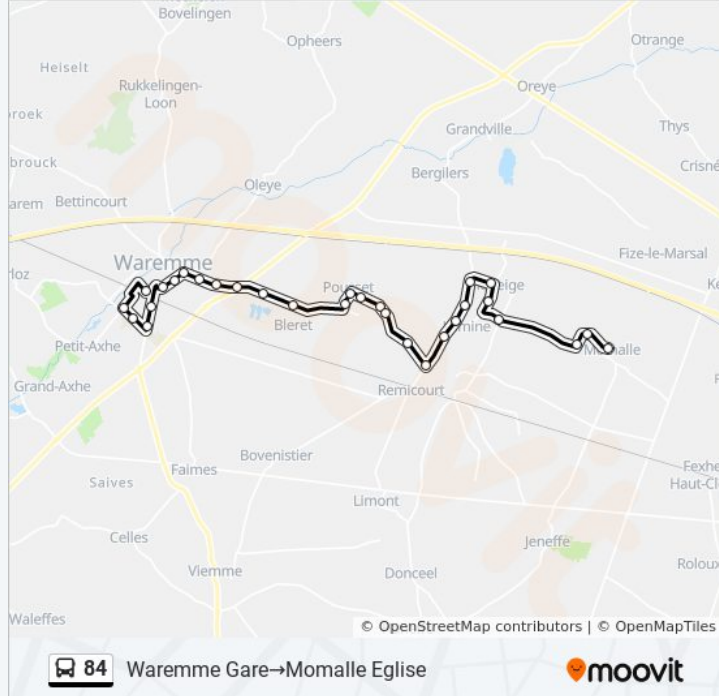 Bovelingen
Opheers
Otrange
Heiselt
Rukkelingen-
Loon
Oreye
roek
Thys
Grandville
brouck
Crisné
Bergilers
Oleye
arem
Bettincourt
Fize-le-Marsal
Waremme
rloz
Pousset
eige
Ke
Bleret
mine
Petit-Axhe
Momalle
Grand-Axhe
Remicourt
Bovenistier
Faimes
Fexhe
Haut-Cl
Saives
Limont
Celles
Jeneffe
Viemme
Donceel
Roloux
Waleffes
© OpenStreetMap contributors | © OpenMapTiles
84 Waremme Gare→Momalle Eglise
moovit